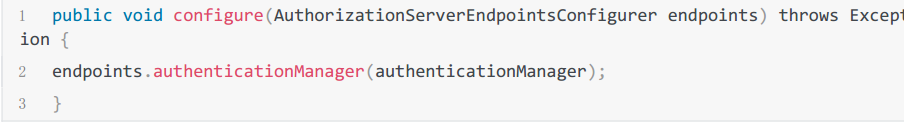 1 public void configure(AuthorizationServerEndpointsConfigurer endpoints) throws Except
ion {
2 endpoints.authenticationManager(authenticationManager);
3 }